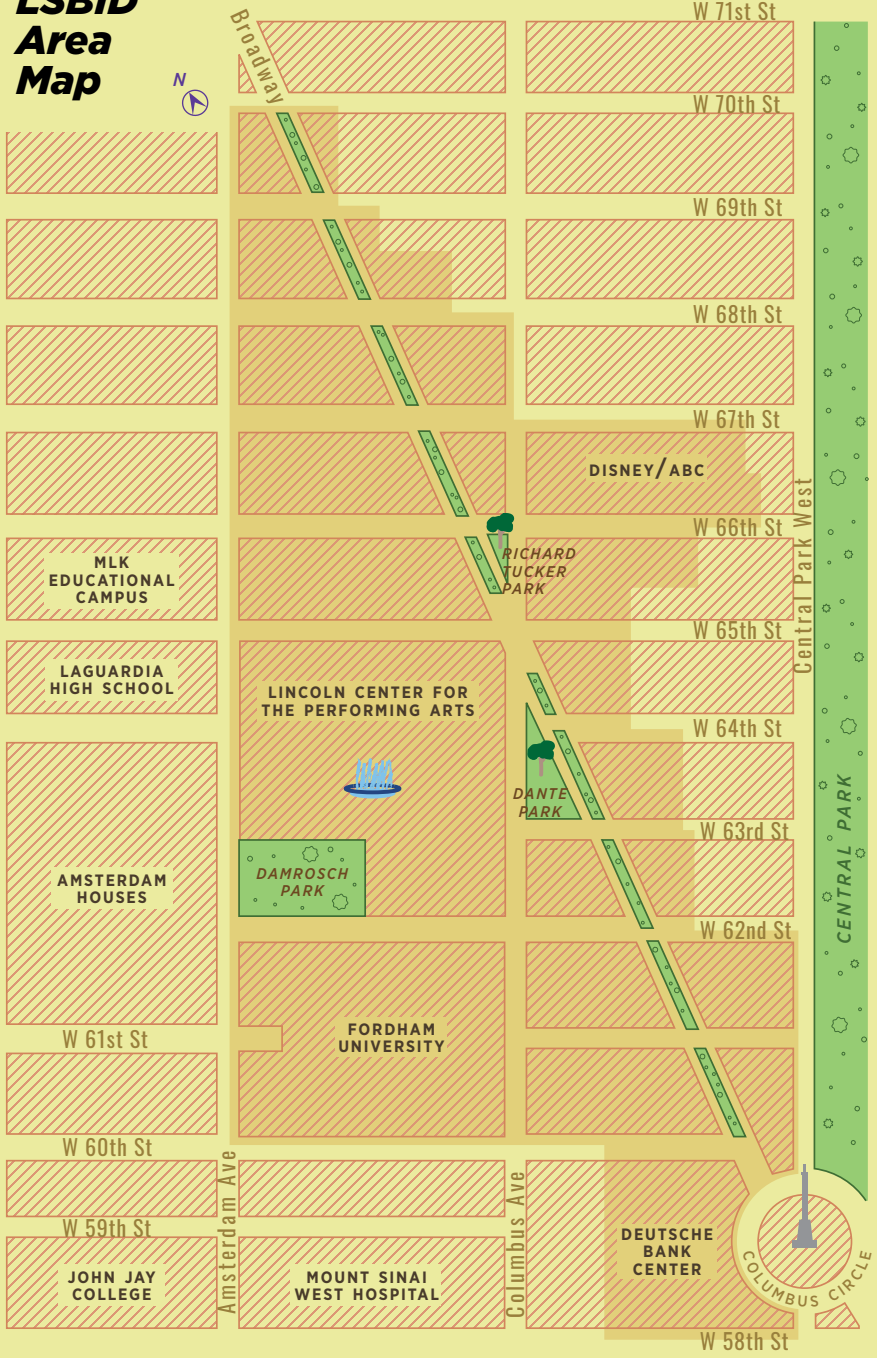 LSBID
Area
Map
N
Broadway
W 71st St
W 70th St
W 69th St
W 68th St
W 67th St
DISNEY/ABC
Central Park West
W 66th St
RICHARD
TUCKER
PARK
MLK
EDUCATIONAL
CAMPUS
W 65th St
LAGUARDIA
HIGH SCHOOL
LINCOLN CENTER FOR
THE PERFORMING ARTS
W 64th St
DANTE
PARK
W 63rd St
CENTRAL PARK
AMSTERDAM
HOUSES
DAMROSCH
PARK
W 62nd St
W 61st St
FORDHAM
UNIVERSITY
W 60th St
Amsterdam Ave
Columbus Ave
W 59th St
DEUTSCHE
BANK
CENTER
COLUMBUS CIRCLE
JOHN JAY
COLLEGE
MOUNT SINAI
WEST HOSPITAL
W 58th St